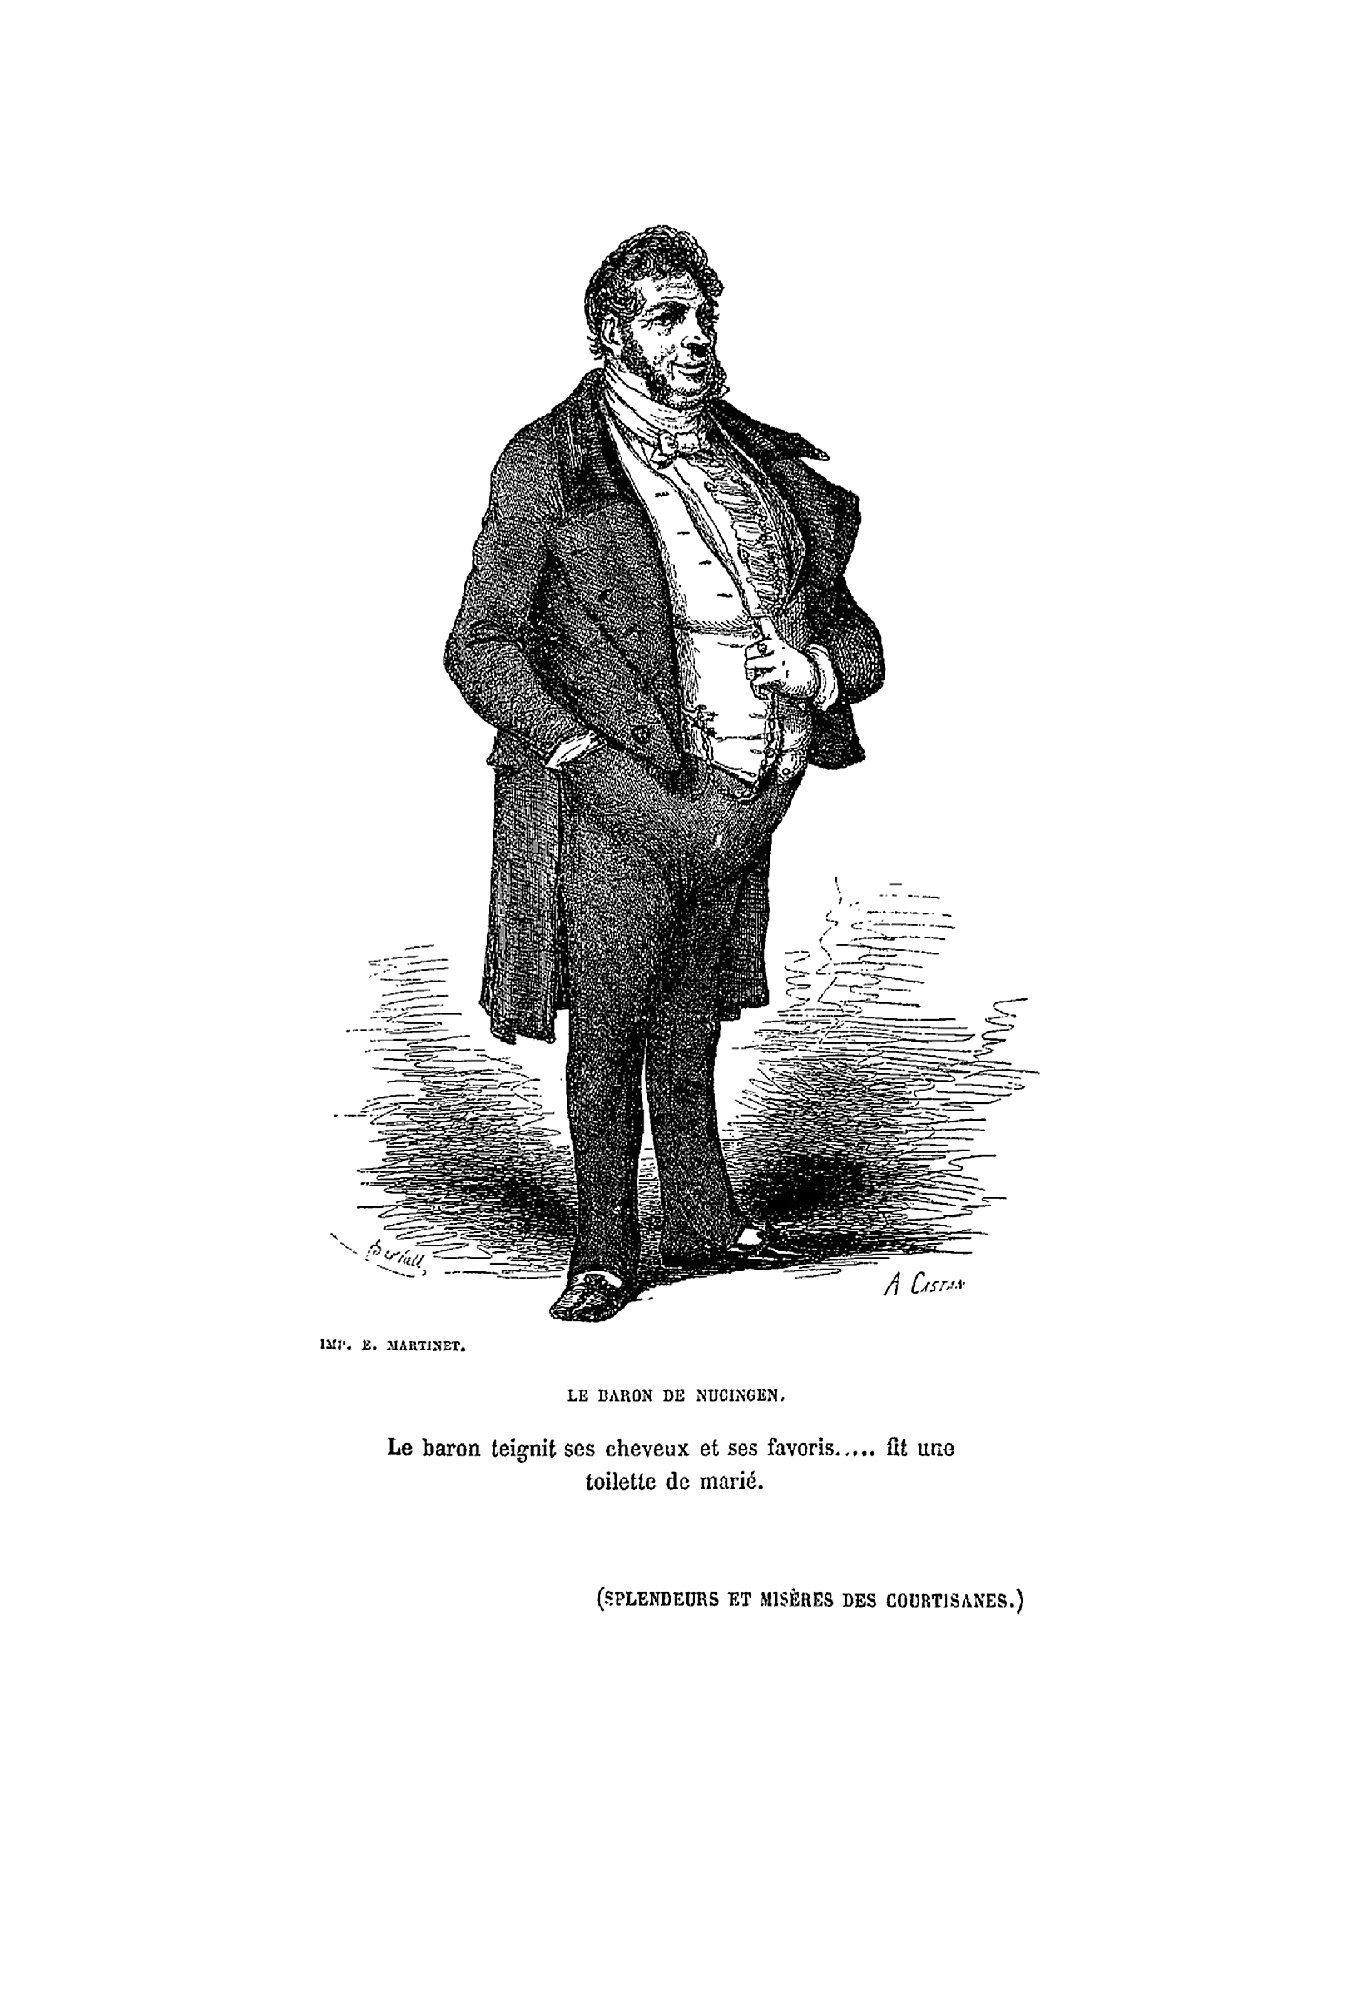 Bertall,
A CASTAN
IMP. E. MARTINET.
LE BARON DE NUCINGEN.
Le baron teignit ses cheveux et ses favoris..... fit une
toilette de marié.
(SPLENDEURS ET MISÈRES DES COURTISANES.)